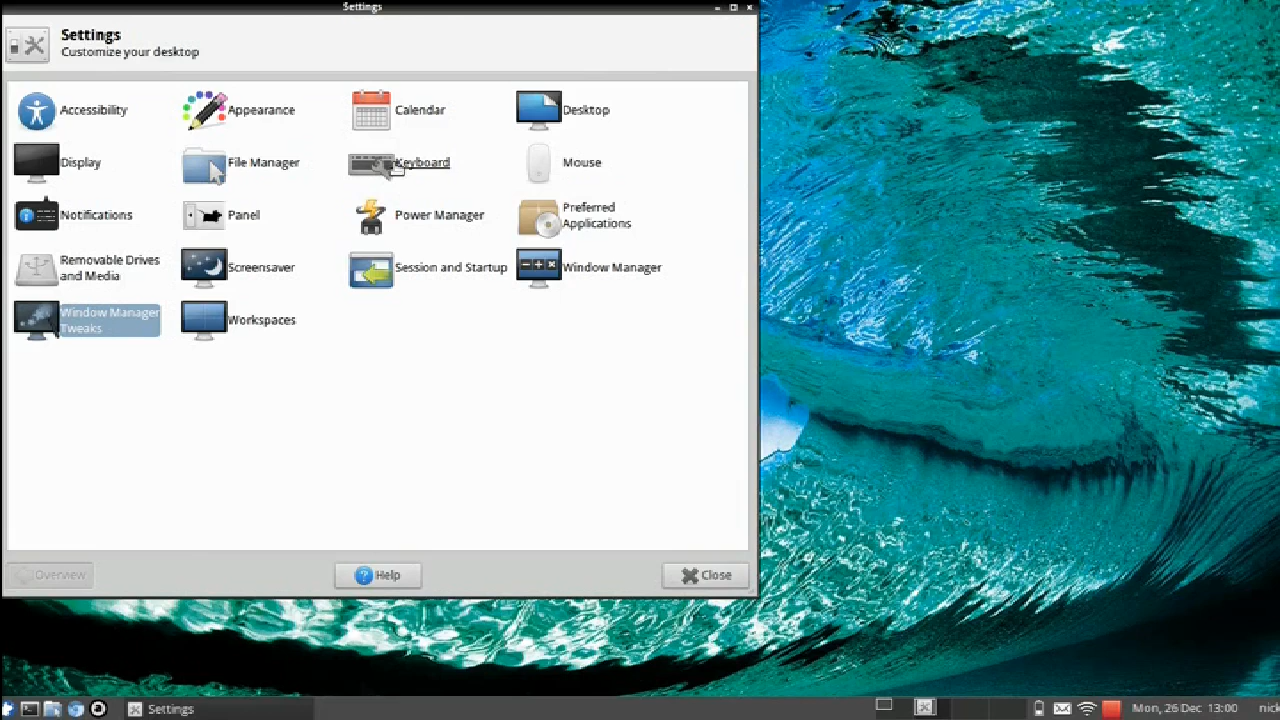 Settings
Settings
Customize your desktop
Accessibility
Appearance
Calendar
Desktop
Display
File Manager
Keyboard
Mouse
Notifications
Panel
Power Manager
Preferred
Applications
Removable Drives
and Media
Screensaver
Session and Startup
Window Manager
Window Manager
Tweaks
Workspaces
Overview
Help
Close
Settings
Mon, 26 Dec 13:00
nick